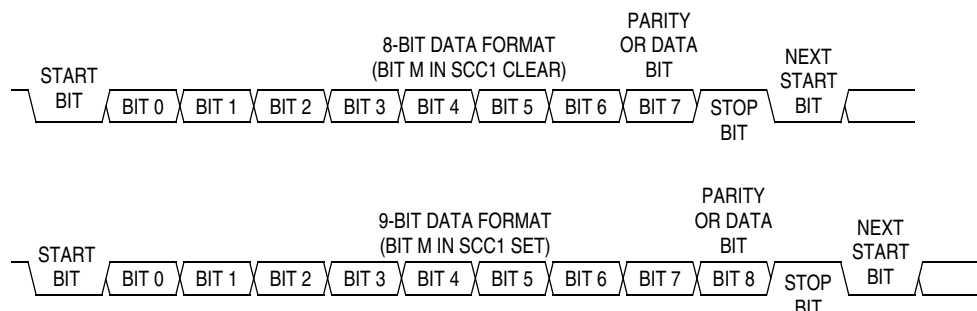 8-BIT DATA FORMAT
(BIT M IN SCC1 CLEAR)
PARITY
OR DATA
BIT
START
BIT
BIT 0
BIT 1
BIT 2
BIT 3
BIT 4
BIT 5
BIT 6
BIT 7
STOP
BIT
NEXT
START
BIT
9-BIT DATA FORMAT
(BIT M IN SCC1 SET)
PARITY
OR DATA
BIT
START
BIT
BIT 0
BIT 1
BIT 2
BIT 3
BIT 4
BIT 5
BIT 6
BIT 7
BIT 8
STOP
BIT
NEXT
START
BIT